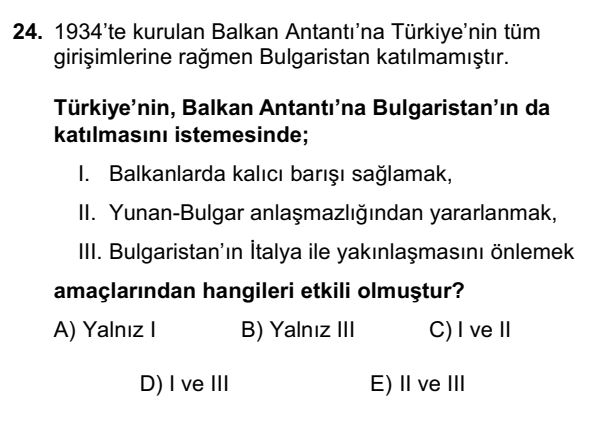 24. 1934’te kurulan Balkan Antantı’na Türkiye’nin tüm
girişimlerine rağmen Bulgaristan katılmamıştır.
Türkiye’nin, Balkan Antantı’na Bulgaristan’ın da
katılmasını istemesinde;
I. Balkanlarda kalıcı barışı sağlamak,
II. Yunan-Bulgar anlaşmazlığından yararlanmak,
III. Bulgaristan’ın İtalya ile yakınlaşmasını önlemek
amaçlarından hangileri etkili olmuştur?
A) Yalnız I B) Yalnız III C) I ve II
D) I ve III E) II ve III